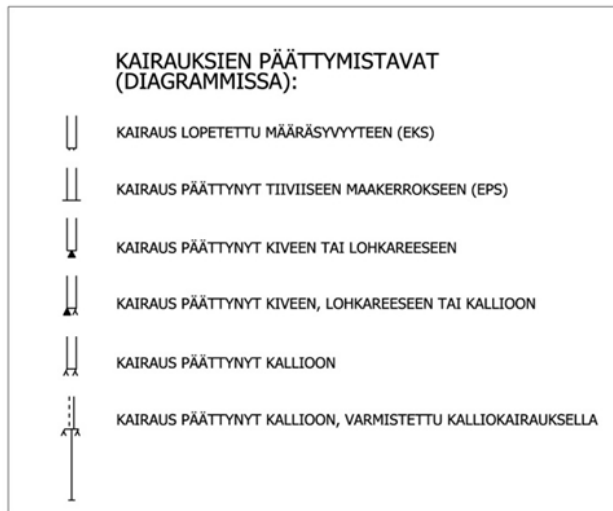 KAIRAUKSIEN PÄÄTTYMISTAVAT
(DIAGRAMMISSA):
KAIRAUS LOPETETTU MÄÄRÄSYVYYTEEN (EKS)
KAIRAUS PÄÄTTYNYT TIIVIISEEN MAAKERROKSEEN (EPS)
KAIRAUS PÄÄTTYNYT KIVEEN TAI LOHKAREESEEN
KAIRAUS PÄÄTTYNYT KIVEEN, LOHKAREESEEN TAI KALLIOON
KAIRAUS PÄÄTTYNYT KALLIOON
KAIRAUS PÄÄTTYNYT KALLIOON, VARMISTETTU KALLIOKAIRAUKSELLA